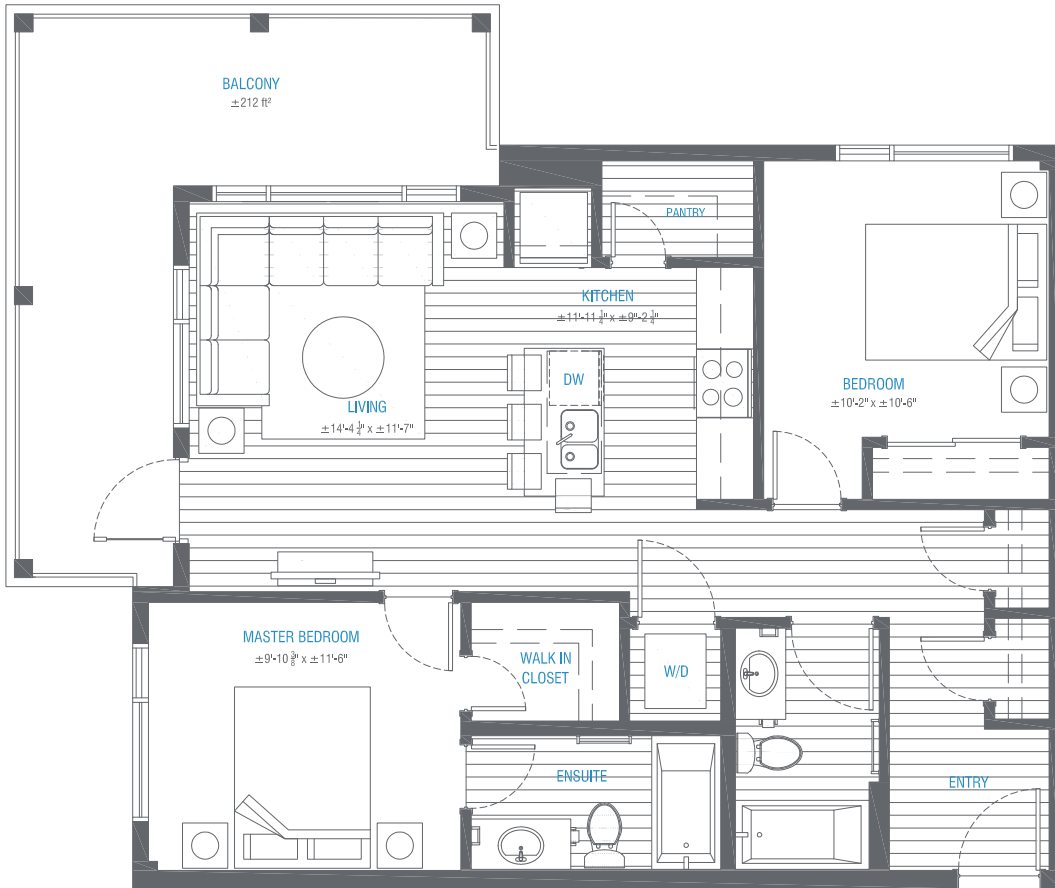 BALCONY
±212 ft²
PANTRY
KITCHEN
±11'-11 ¼" x ±9'-2 ¼"
DW
BEDROOM
±10'-2" x ±10'-6"
LIVING
±14'-4 ¼" x ±11'-7"
MASTER BEDROOM
±9'-10 ⅜" x ±11'-6"
WALK IN
CLOSET
W/D
ENSUITE
ENTRY